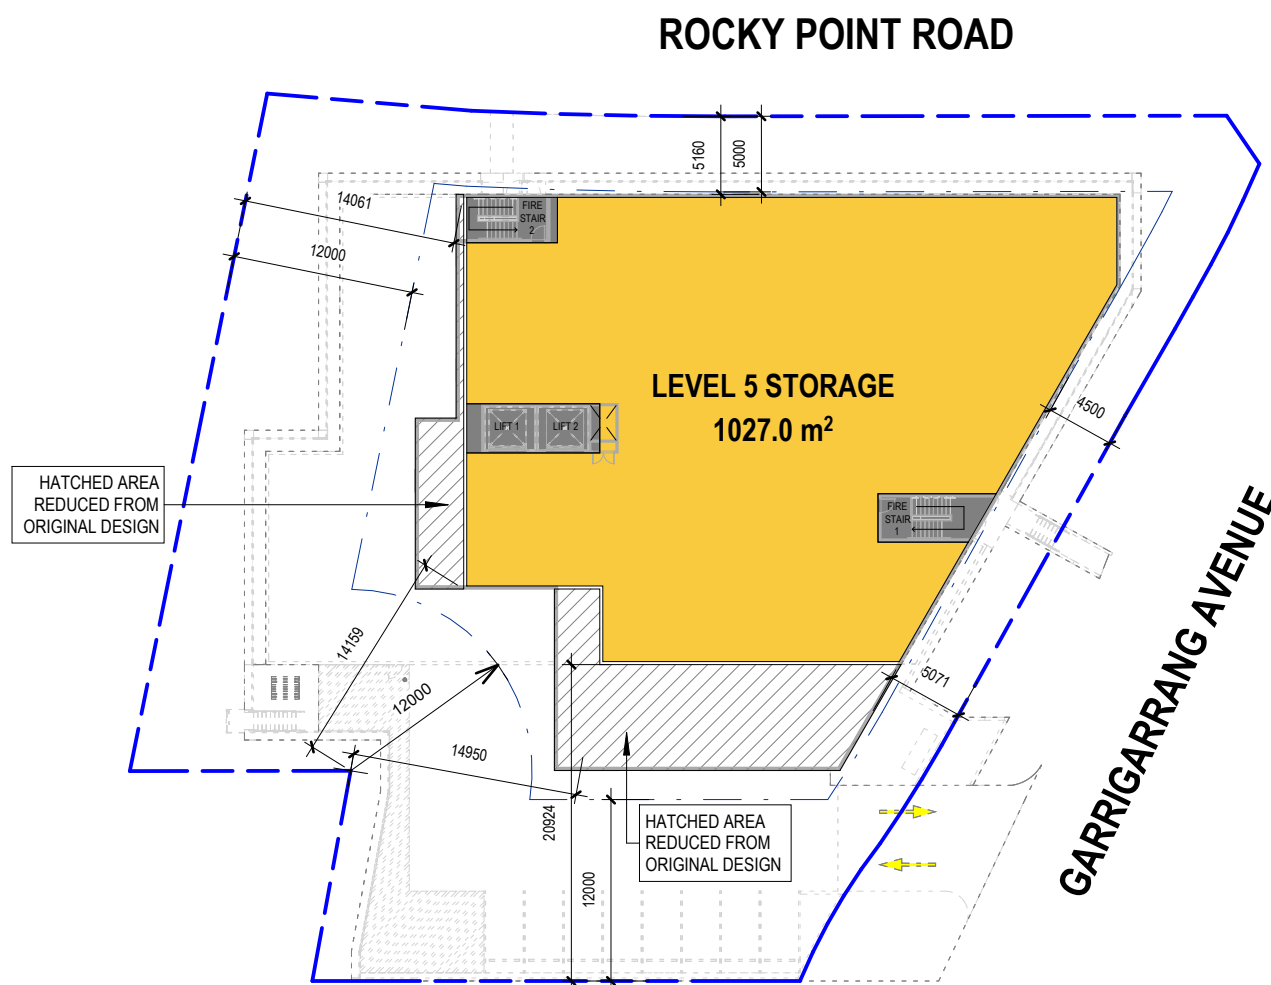 ROCKY POINT ROAD
5160
5000
14061
12000
FIRE
STAIR
2
LEVEL 5 STORAGE
1027.0 m²
4500
LIFT 1
LIFT 2
HATCHED AREA
REDUCED FROM
ORIGINAL DESIGN
FIRE
STAIR
1
GARRIGARRANG AVENUE
14159
12000
14950
5071
20924
12000
HATCHED AREA
REDUCED FROM
ORIGINAL DESIGN